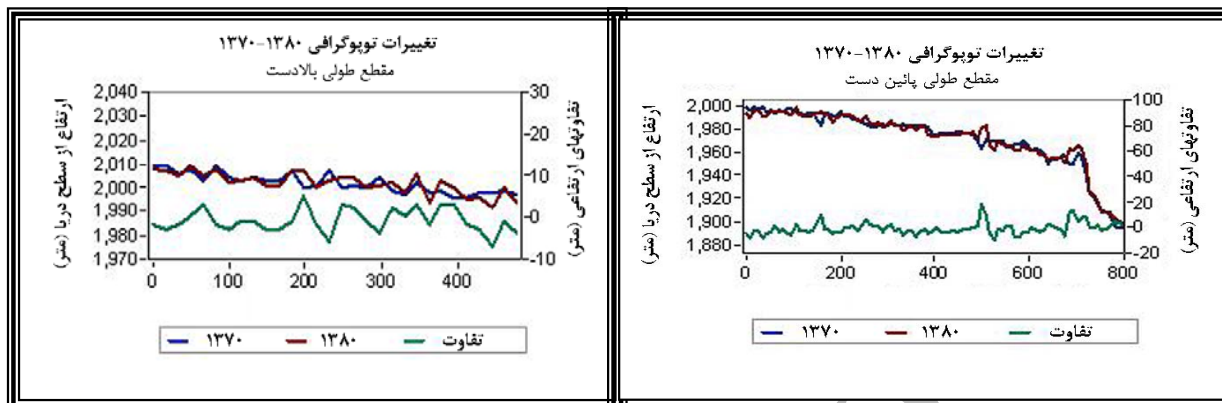 تغییرات توپوگرافی ۱۳۸۰-۱۳۷۰
مقطع طولی بالادست
ارتفاع از سطح دریا (متر)
2,040
2,030
2,020
2,010
2,000
1,990
1,980
1,970
30
20
10
0
-10
تفاوتهای ارتفاعی (متر)
0 100 200 300 400
۱۳۷۰ ۱۳۸۰ تفاوت
تغییرات توپوگرافی ۱۳۸۰-۱۳۷۰
مقطع طولی پائین دست
ارتفاع از سطح دریا (متر)
2,000
1,980
1,960
1,940
1,920
1,900
1,880
100
80
60
40
20
0
-20
تفاوتهای ارتفاعی (متر)
0 200 400 600 800
۱۳۷۰ ۱۳۸۰ تفاوت